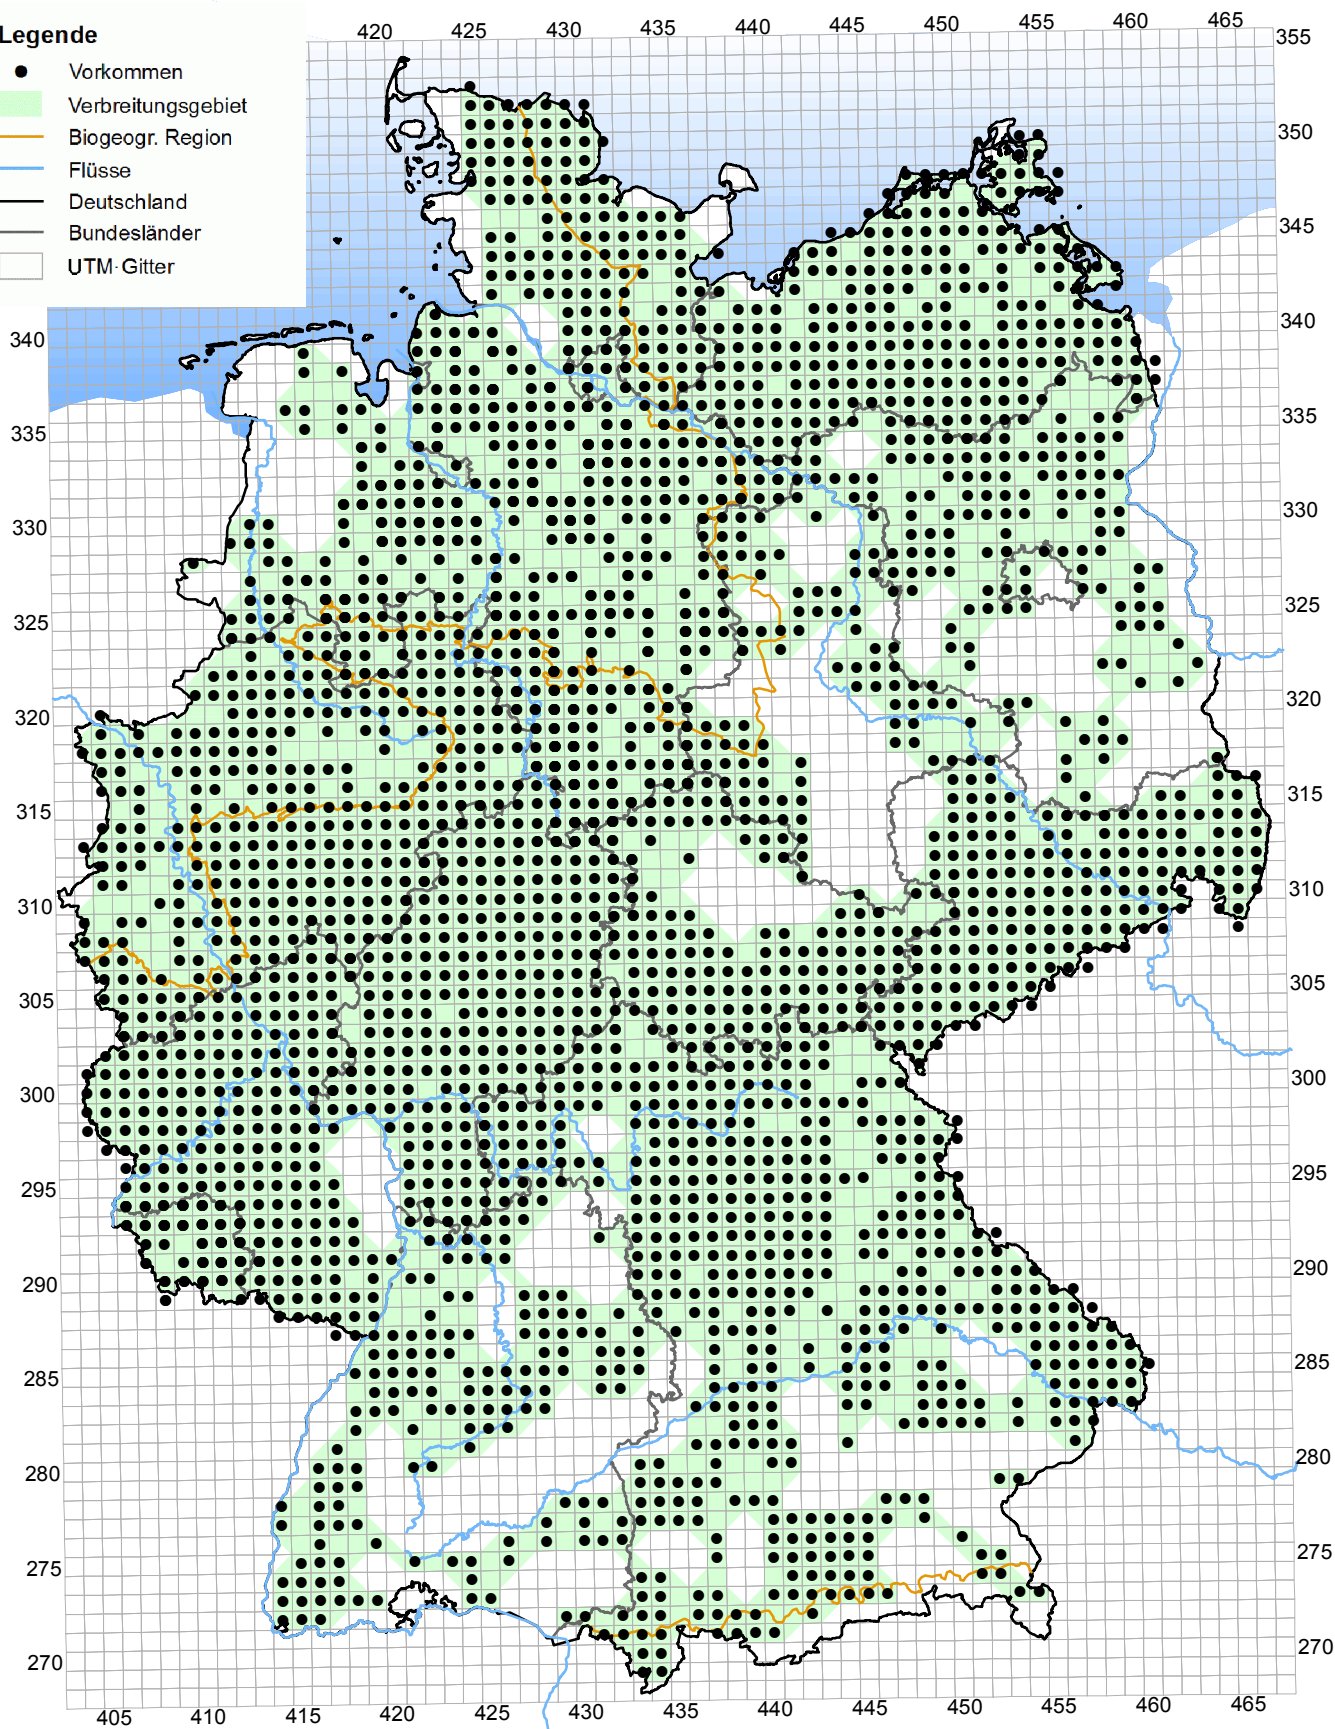 Legende
Vorkommen
Verbreitungsgebiet
Biogeogr. Region
Flüsse
Deutschland
Bundesländer
UTM-Gitter
420 425 430 435 440 445 450 455 460 465
355
350
345
340 340
335 335
330 330
325 325
320 320
315 315
310 310
305 305
300 300
295 295
290 290
285 285
280 280
275 275
270 270
405 410 415 420 425 430 435 440 445 450 455 460 465